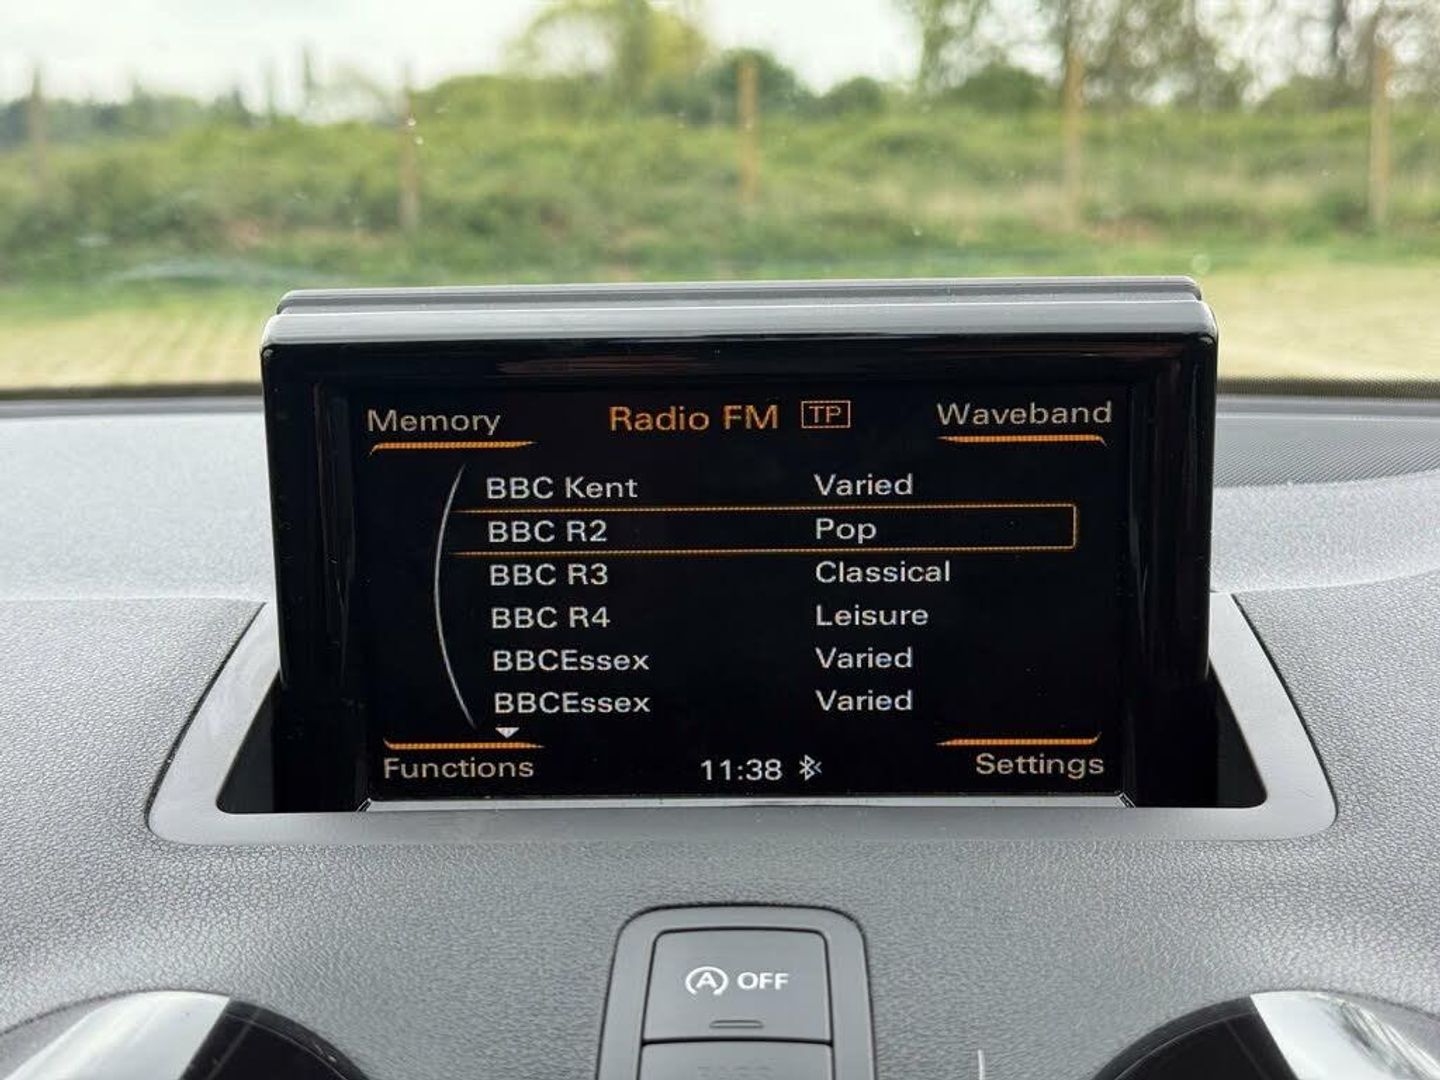 Memory Radio FM TP Waveband
BBC Kent Varied
BBC R2 Pop
BBC R3 Classical
BBC R4 Leisure
BBCEssex Varied
BBCEssex Varied
Functions 11:38 Settings
A OFF